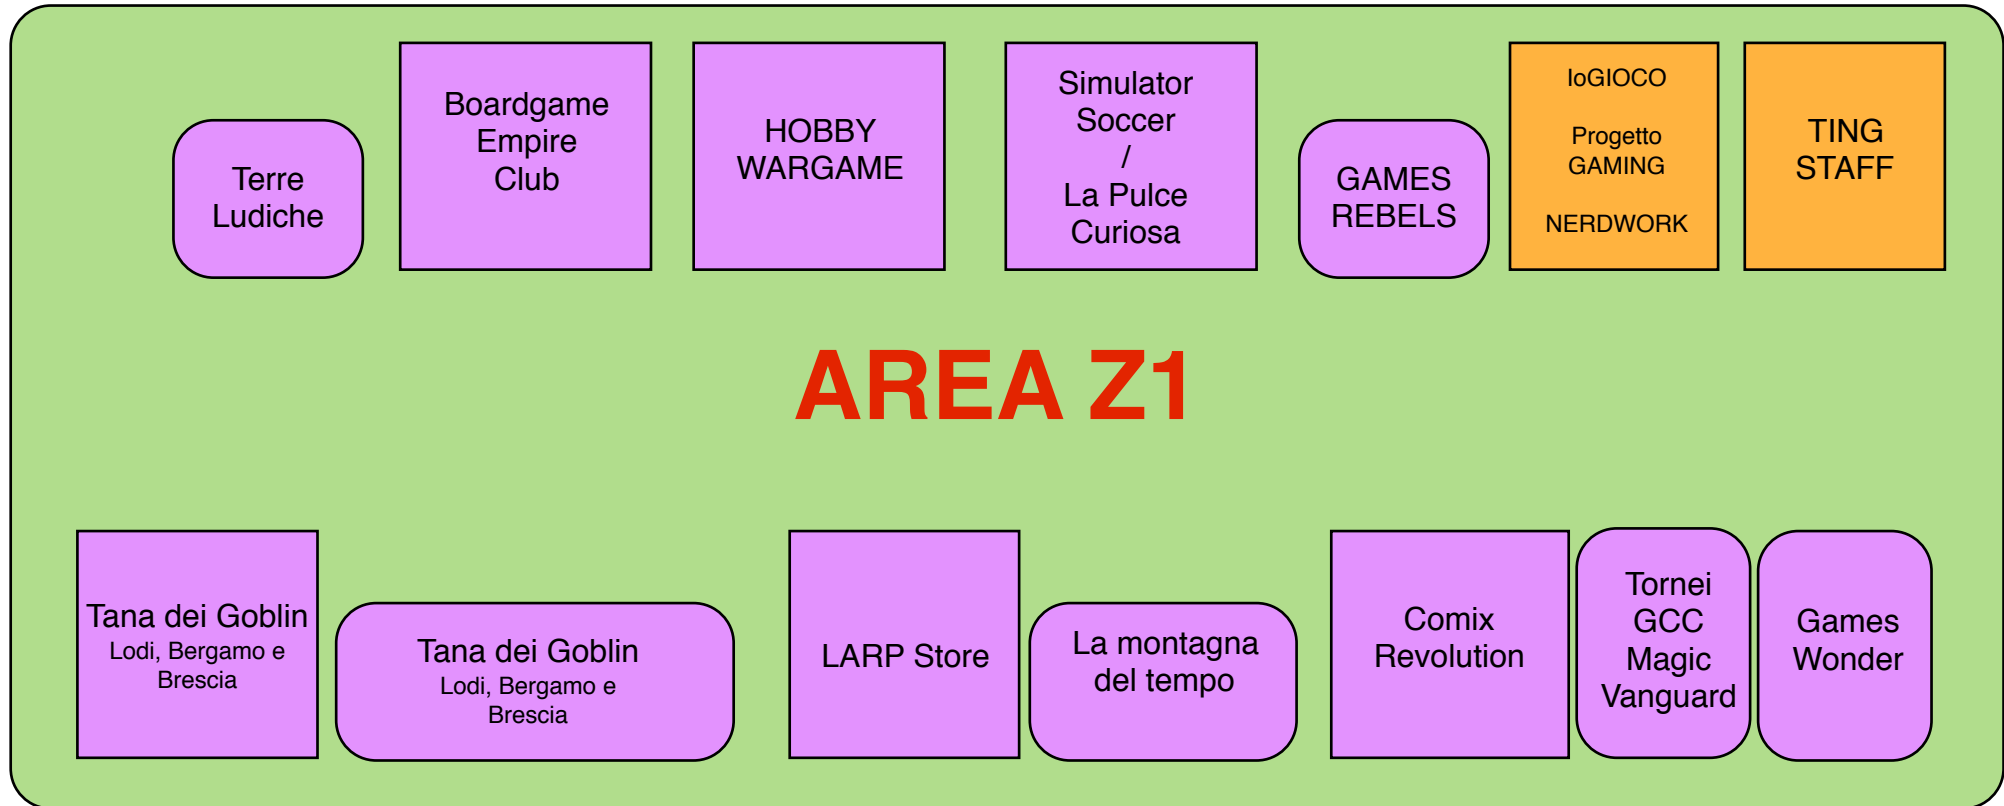 Terre
Ludiche
Boardgame
Empire
Club
HOBBY
WARGAME
Simulator
Soccer
/
La Pulce
Curiosa
GAMES
REBELS
IoGIOCO
Progetto
GAMING
NERDWORK
TING
STAFF
AREA Z1
Tana dei Goblin
Lodi, Bergamo e
Brescia
Tana dei Goblin
Lodi, Bergamo e
Brescia
LARP Store
La montagna
del tempo
Comix
Revolution
Tornei
GCC
Magic
Vanguard
Games
Wonder